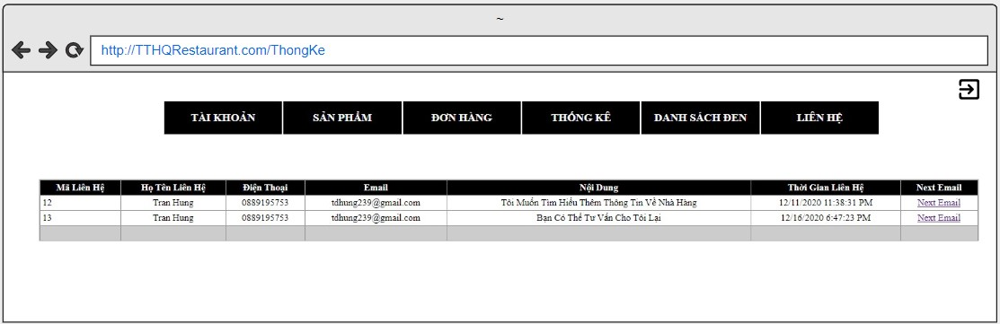 ~
http://TTHQRestaurant.com/ThongKe
TÀI KHOẢN SẢN PHẨM ĐƠN HÀNG THỐNG KÊ DANH SÁCH ĐEN LIÊN HỆ
Mã Liên Hệ Họ Tên Liên Hệ Điện Thoại Email Nội Dung Thời Gian Liên Hệ Next Email
12 Tran Hung 0889195753 tdhung239@gmail.com Tôi Muốn Tìm Hiểu Thêm Thông Tin Về Nhà Hàng 12/11/2020 11:38:31 PM Next Email
13 Tran Hung 0889195753 tdhung239@gmail.com Bạn Có Thể Tư Vấn Cho Tôi Lại 12/16/2020 6:47:23 PM Next Email